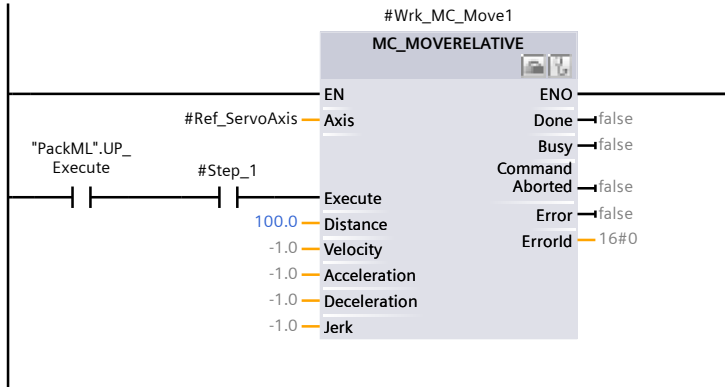 #Wrk_MC_Move1
MC_MOVERELATIVE
EN
ENO
#Ref_ServoAxis
Axis
Done
false
"PackML".UP_
Execute
Busy
false
#Step_1
Command
Aborted
false
Execute
Error
false
100.0
Distance
ErrorId
16#0
-1.0
Velocity
-1.0
Acceleration
-1.0
Deceleration
-1.0
Jerk